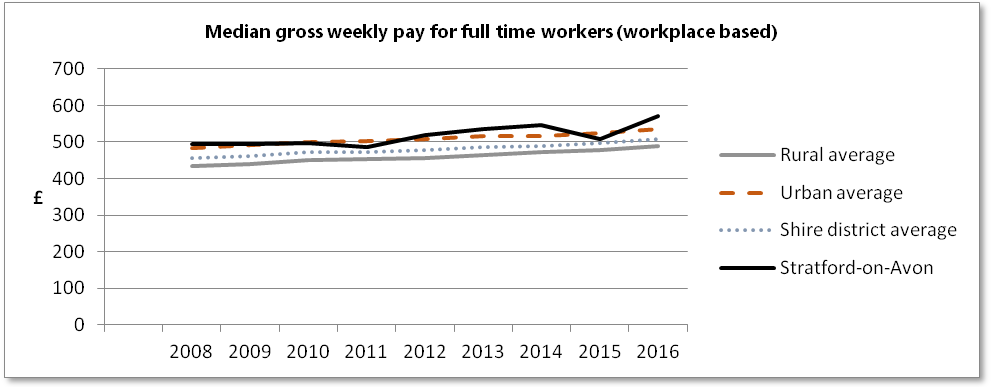 Median gross weekly pay for full time workers (workplace based)
700
600
500
400
£
300
200
100
0
2008 2009 2010 2011 2012 2013 2014 2015 2016
Rural average
Urban average
Shire district average
Stratford-on-Avon